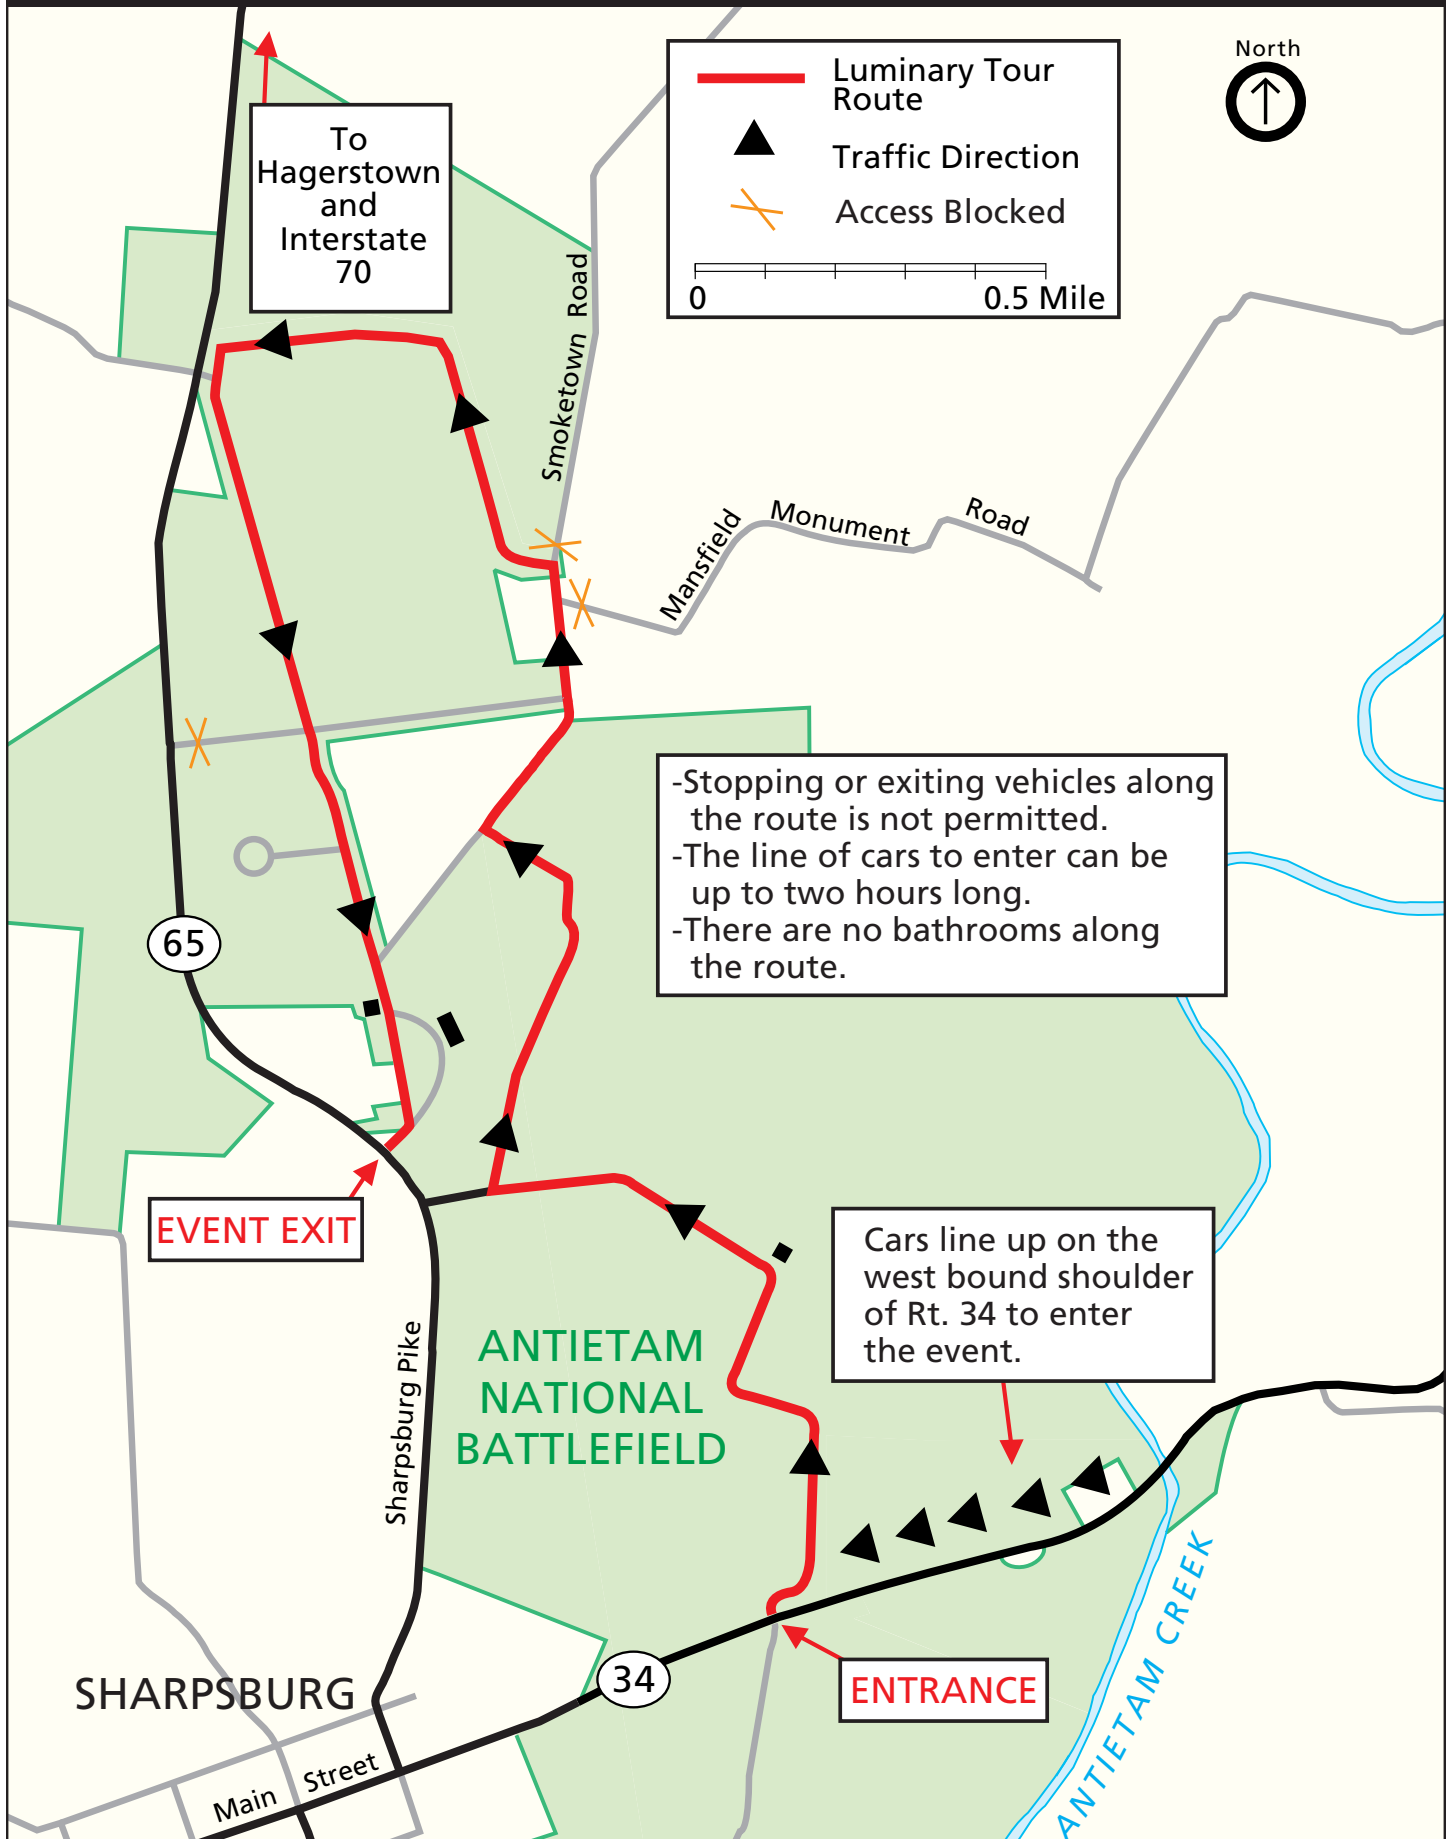 To
Hagerstown
and
Interstate
70
Luminary Tour
Route
Traffic Direction
Access Blocked
0 0.5 Mile
North
Smoketown Road
Mansfield Monument Road
-Stopping or exiting vehicles along
the route is not permitted.
-The line of cars to enter can be
up to two hours long.
-There are no bathrooms along
the route.
65
EVENT EXIT
Cars line up on the
west bound shoulder
of Rt. 34 to enter
the event.
Sharpsburg Pike
ANTIETAM
NATIONAL
BATTLEFIELD
ANTIETAM CREEK
34
ENTRANCE
SHARPSBURG
Main Street